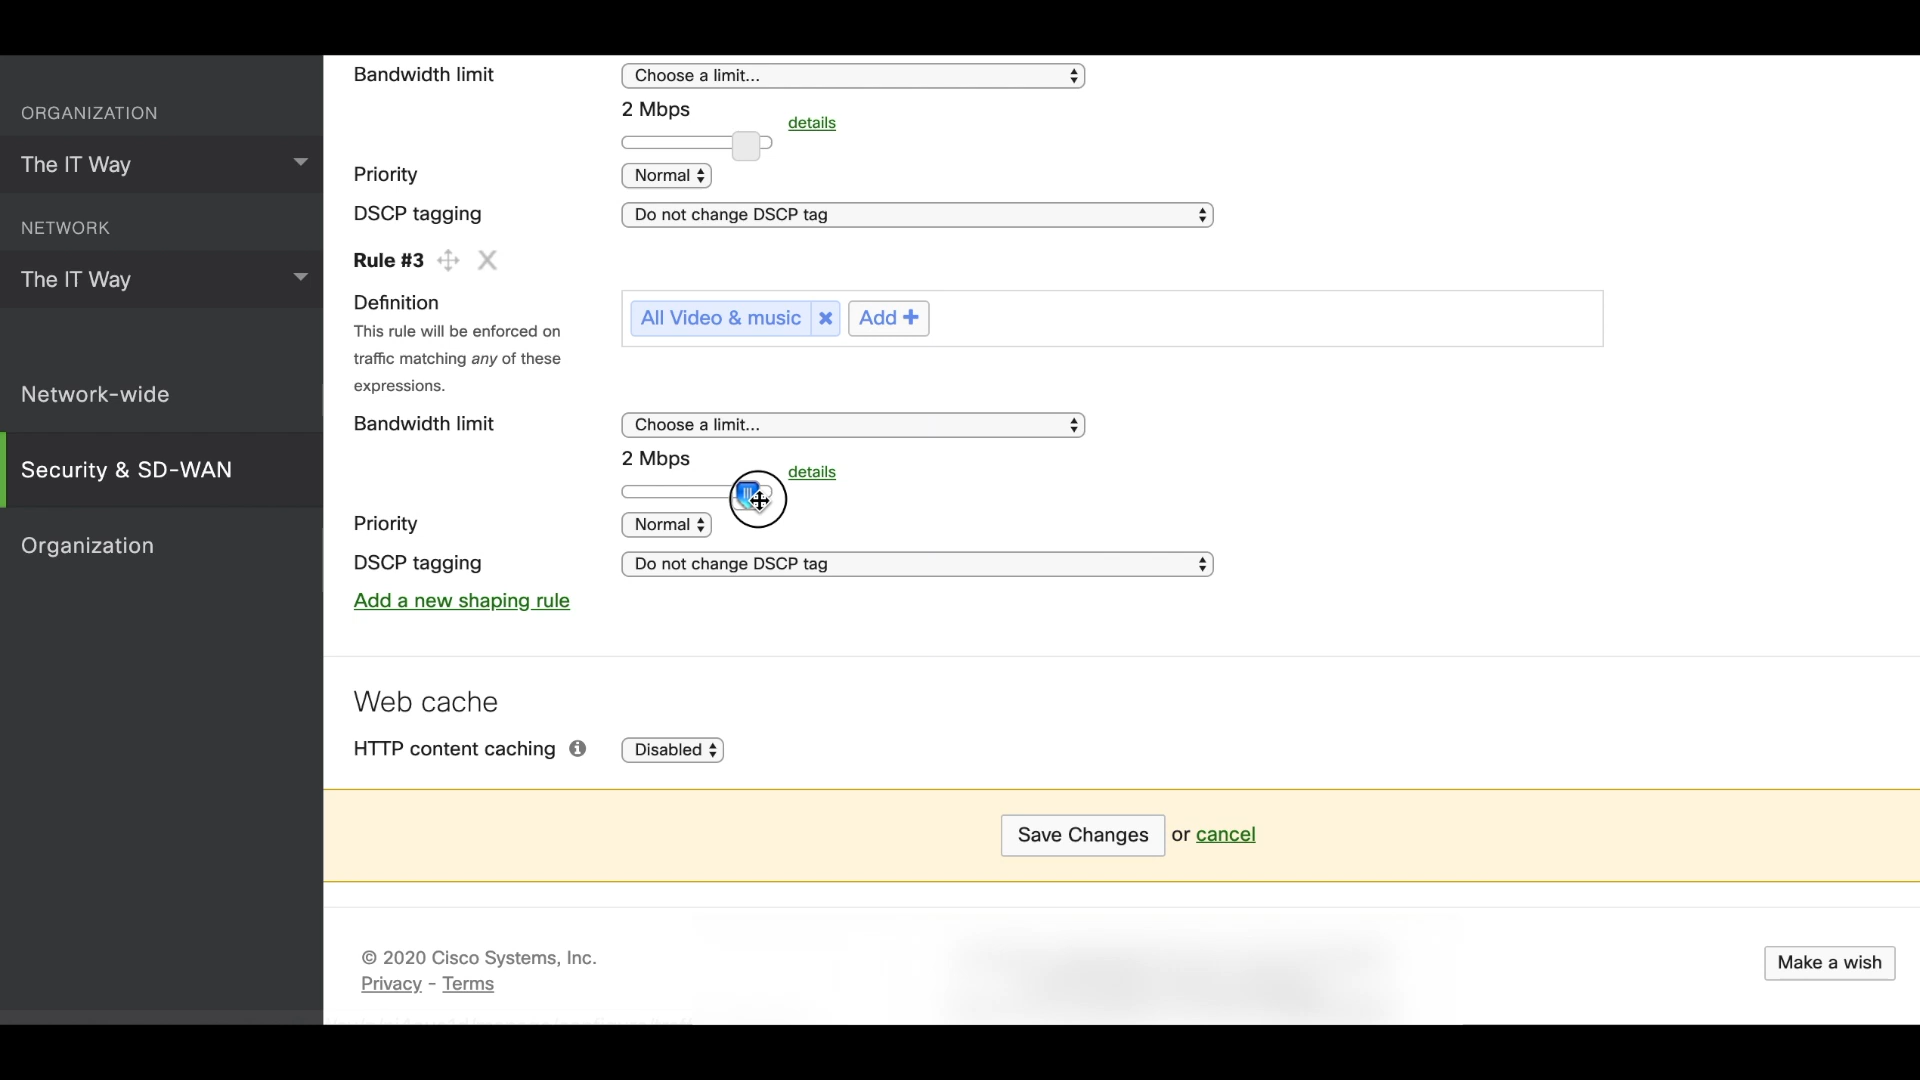 Bandwidth limit Choose a limit...
ORGANIZATION
2 Mbps
details
The IT Way
Priority Normal
NETWORK
DSCP tagging Do not change DSCP tag
The IT Way
Rule #3
Definition All Video & music Add
This rule will be enforced on
traffic matching any of these
expressions.
Network-wide
Bandwidth limit Choose a limit...
2 Mbps
Security & SD-WAN
details
Priority Normal
Organization
DSCP tagging Do not change DSCP tag
Add a new shaping rule
Web cache
HTTP content caching Disabled
Save Changes or cancel
© 2020 Cisco Systems, Inc.
Privacy - Terms
Make a wish